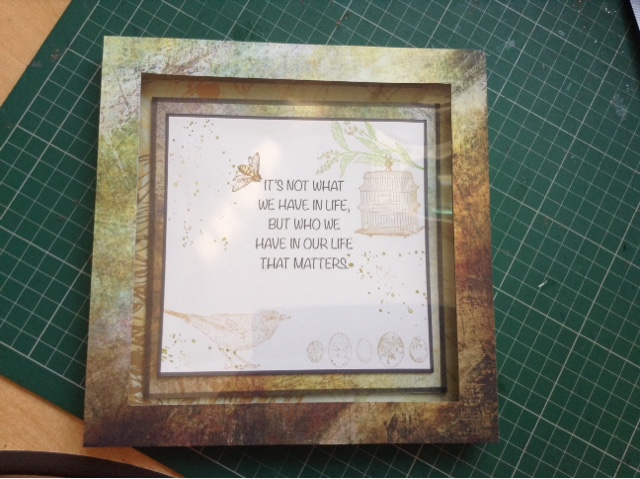 IT'S NOT WHAT
WE HAVE IN LIFE,
BUT WHO WE
HAVE IN OUR LIFE
THAT MATTERS.